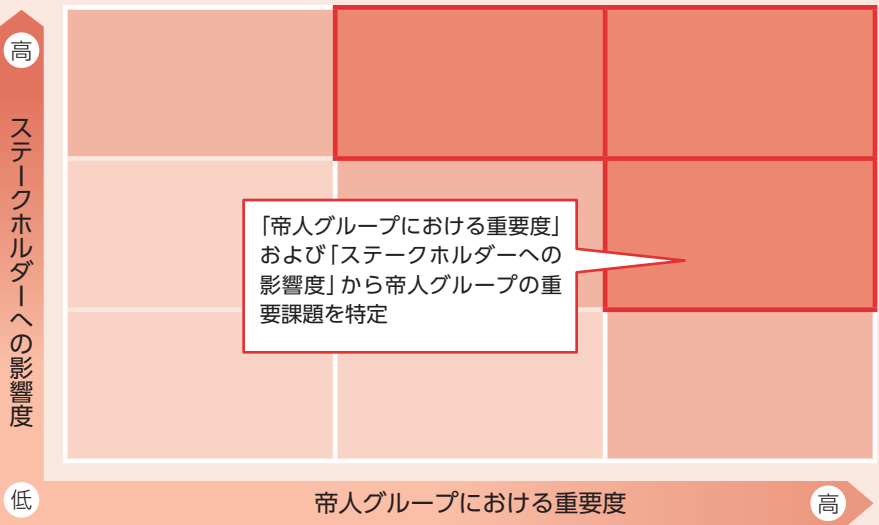 高
ステークホルダーへの影響度
「帝人グループにおける重要度」
および「ステークホルダーへの
影響度」から帝人グループの重
要課題を特定
低
帝人グループにおける重要度
高